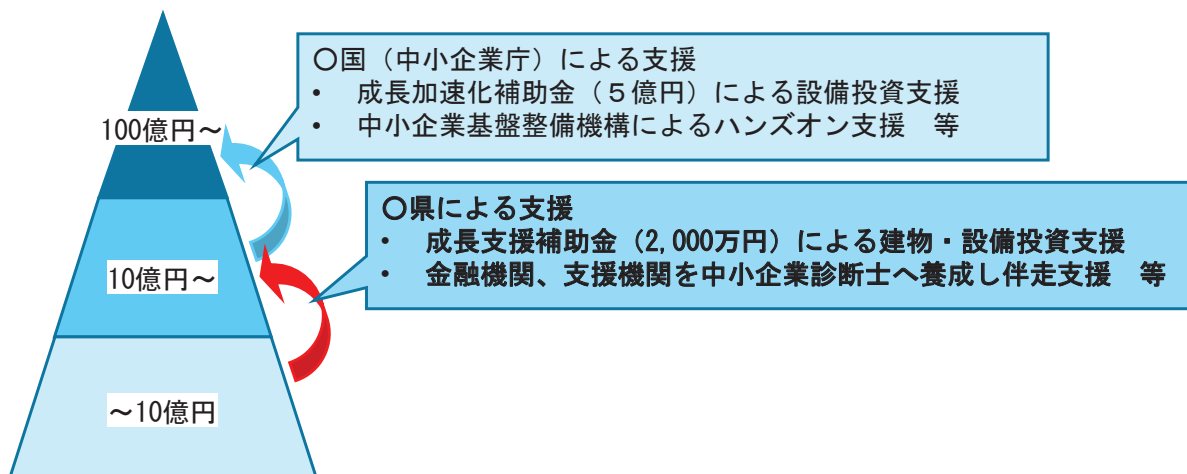 ○国（中小企業庁）による支援
・ 成長加速化補助金（５億円）による設備投資支援
・ 中小企業基盤整備機構によるハンズオン支援　等
100億円～
○県による支援
・ 成長支援補助金（2,000万円）による建物・設備投資支援
・ 金融機関、支援機関を中小企業診断士へ養成し伴走支援　等
10億円～
～10億円